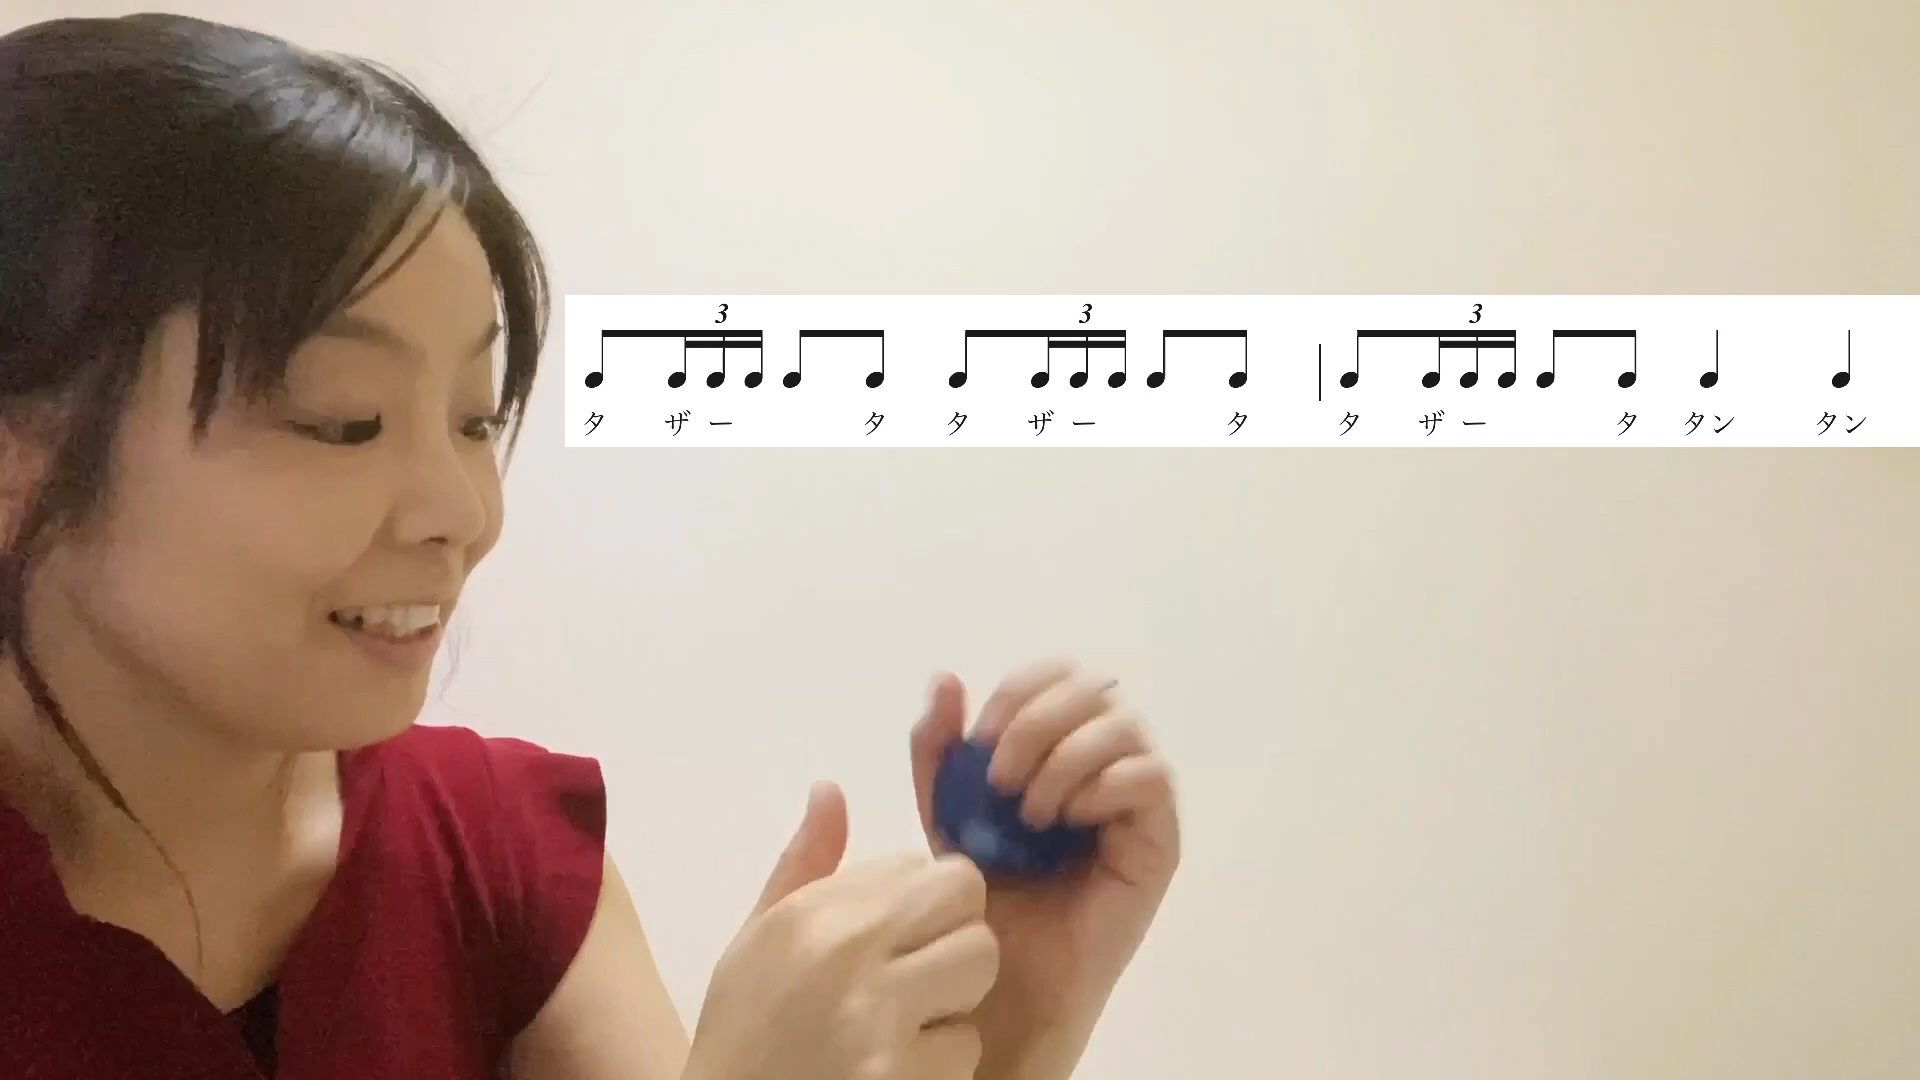 3 3 3
タ ザー タ タ ザー タ タ ザー タ タン タン